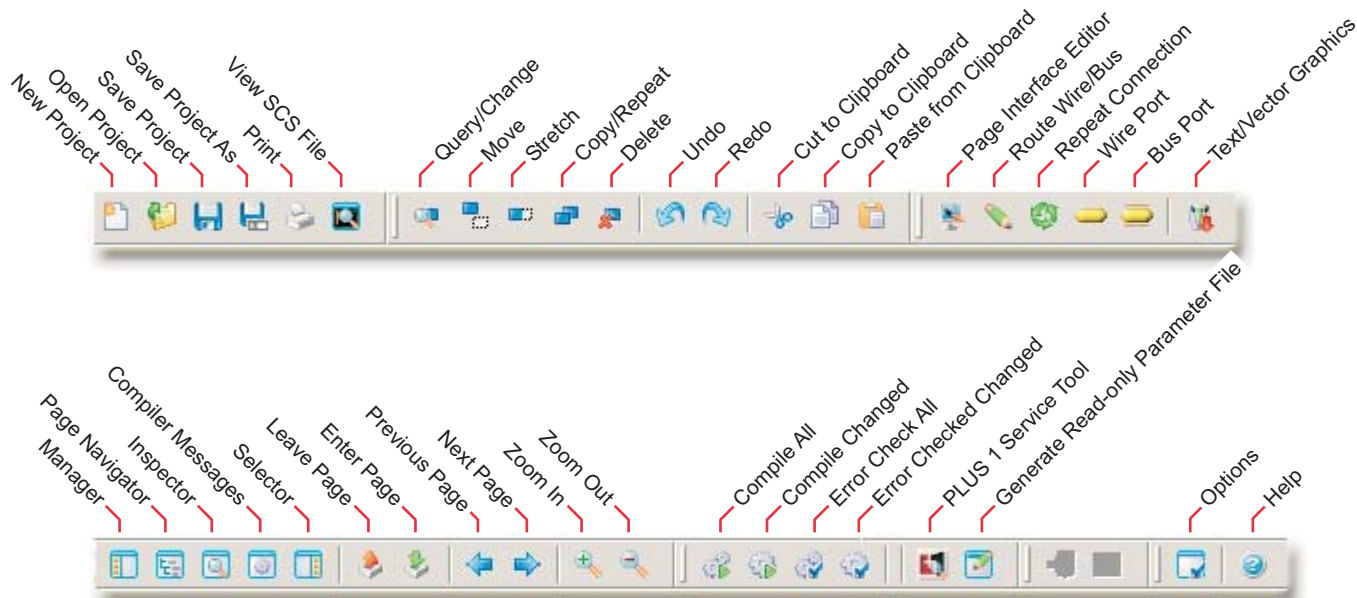 New Project
Open Project
Save Project
Save Project As
Print
View SCS File
Query/Change
Move
Stretch
Copy/Repeat
Delete
Undo
Redo
Cut to Clipboard
Copy to Clipboard
Paste from Clipboard
Page Interface Editor
Route Wire/Bus
Repeat Connection
Wire Port
Bus Port
Text/Vector Graphics
Manager
Page Navigator
Inspector
Compiler Messages
Selector
Leave Page
Enter Page
Previous Page
Next Page
Zoom In
Zoom Out
Compile All
Compile Changed
Error Check All
Error Checked Changed
PLUS 1 Service Tool
Generate Read-only Parameter File
Options
Help